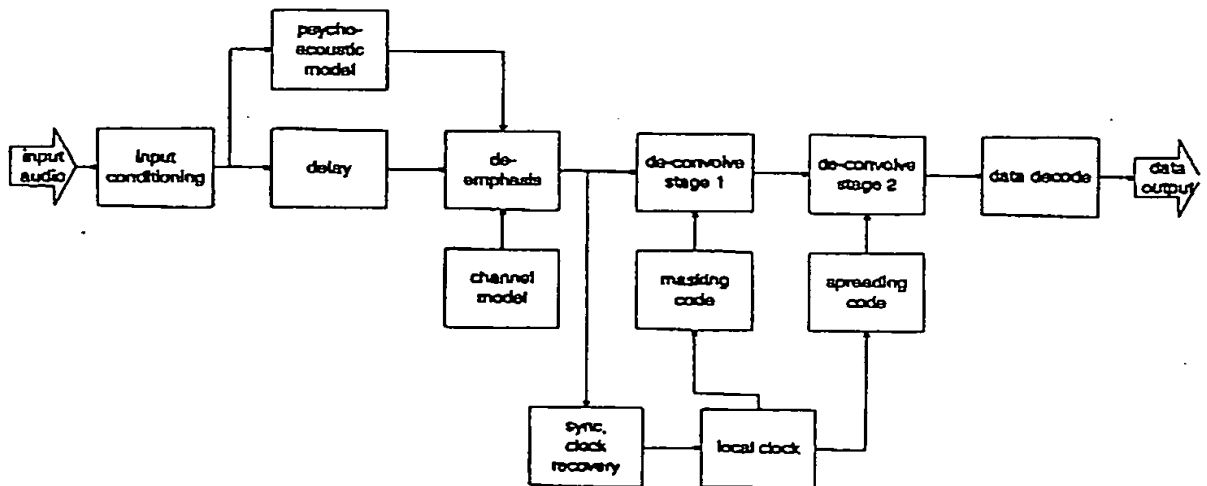 psycho-
acoustic
model
input
audio
input
conditioning
delay
de-
emphasis
de-convolve
stage 1
de-convolve
stage 2
data decode
data
output
channel
model
masking
code
spreading
code
sync,
clock
recovery
local clock